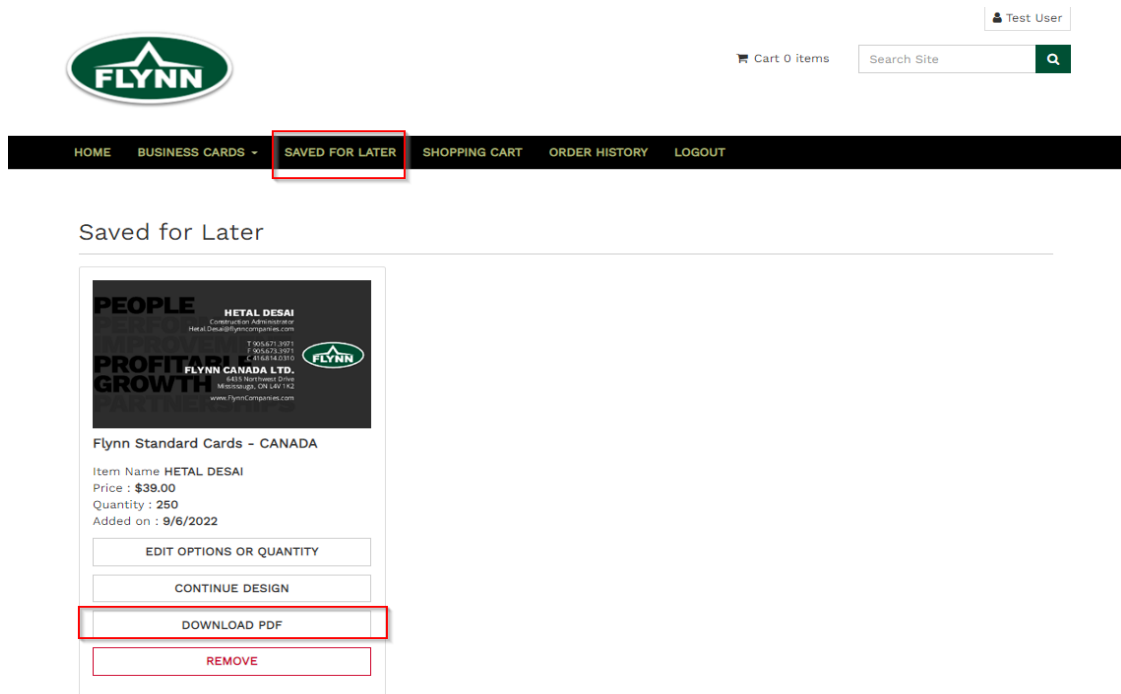 Test User
FLYNN
Cart 0 items
Search Site
HOME BUSINESS CARDS SAVED FOR LATER SHOPPING CART ORDER HISTORY LOGOUT
Saved for Later
PEOPLE
HETAL DESAI
Construction Administrator
Hetal.Desai@flynncompanies.com
T 905.671.3971
F 905.673.3971
C 416.814.0310
FLYNN
PROFITABLE
FLYNN CANADA LTD.
6435 Northwest Drive
GROWTH
Mississauga, ON L4V 1K2
www.FlynnCompanies.com
PARTNERSHIPS
Flynn Standard Cards - CANADA
Item Name HETAL DESAI
Price : $39.00
Quantity : 250
Added on : 9/6/2022
EDIT OPTIONS OR QUANTITY
CONTINUE DESIGN
DOWNLOAD PDF
REMOVE